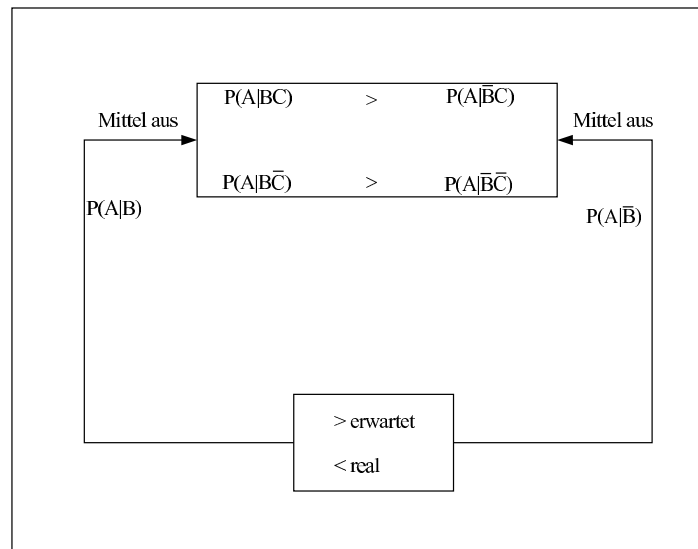 P(A|BC) > P(A|B̅C)
Mittel aus
Mittel aus
P(A|BC̅) > P(A|B̅C̅)
P(A|B)
P(A|B̅)
> erwartet
< real